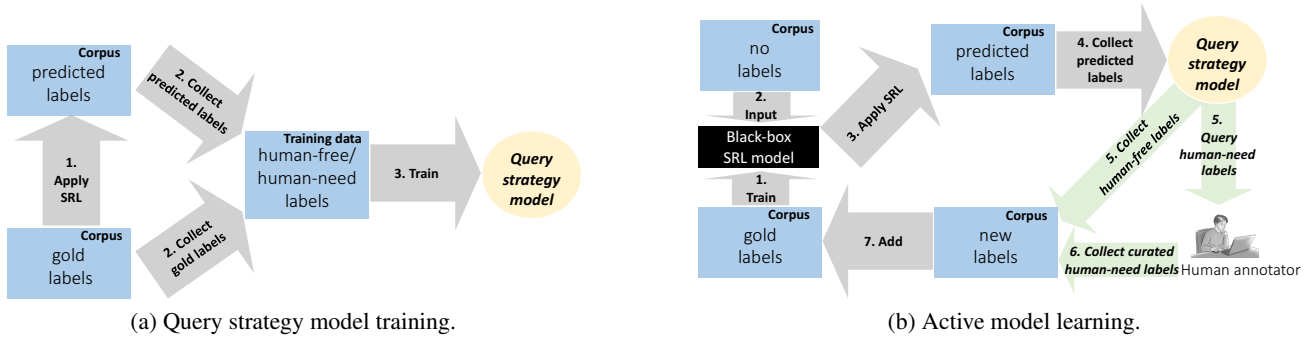 Corpus
predicted
labels
2. Collect
predicted labels
1.
Apply
SRL
Training data
human-free/
human-need
labels
3. Train
Query
strategy
model
Corpus
gold
labels
2. Collect
gold labels
(a) Query strategy model training.
Corpus
no
labels
2.
Input
Black-box
SRL model
1.
Train
Corpus
gold
labels
3. Apply SRL
Corpus
predicted
labels
4. Collect
predicted
labels
Query
strategy
model
5. Collect
human-free labels
5.
Query
human-need
labels
Human annotator
6. Collect curated
human-need labels
Corpus
new
labels
7. Add
(b) Active model learning.